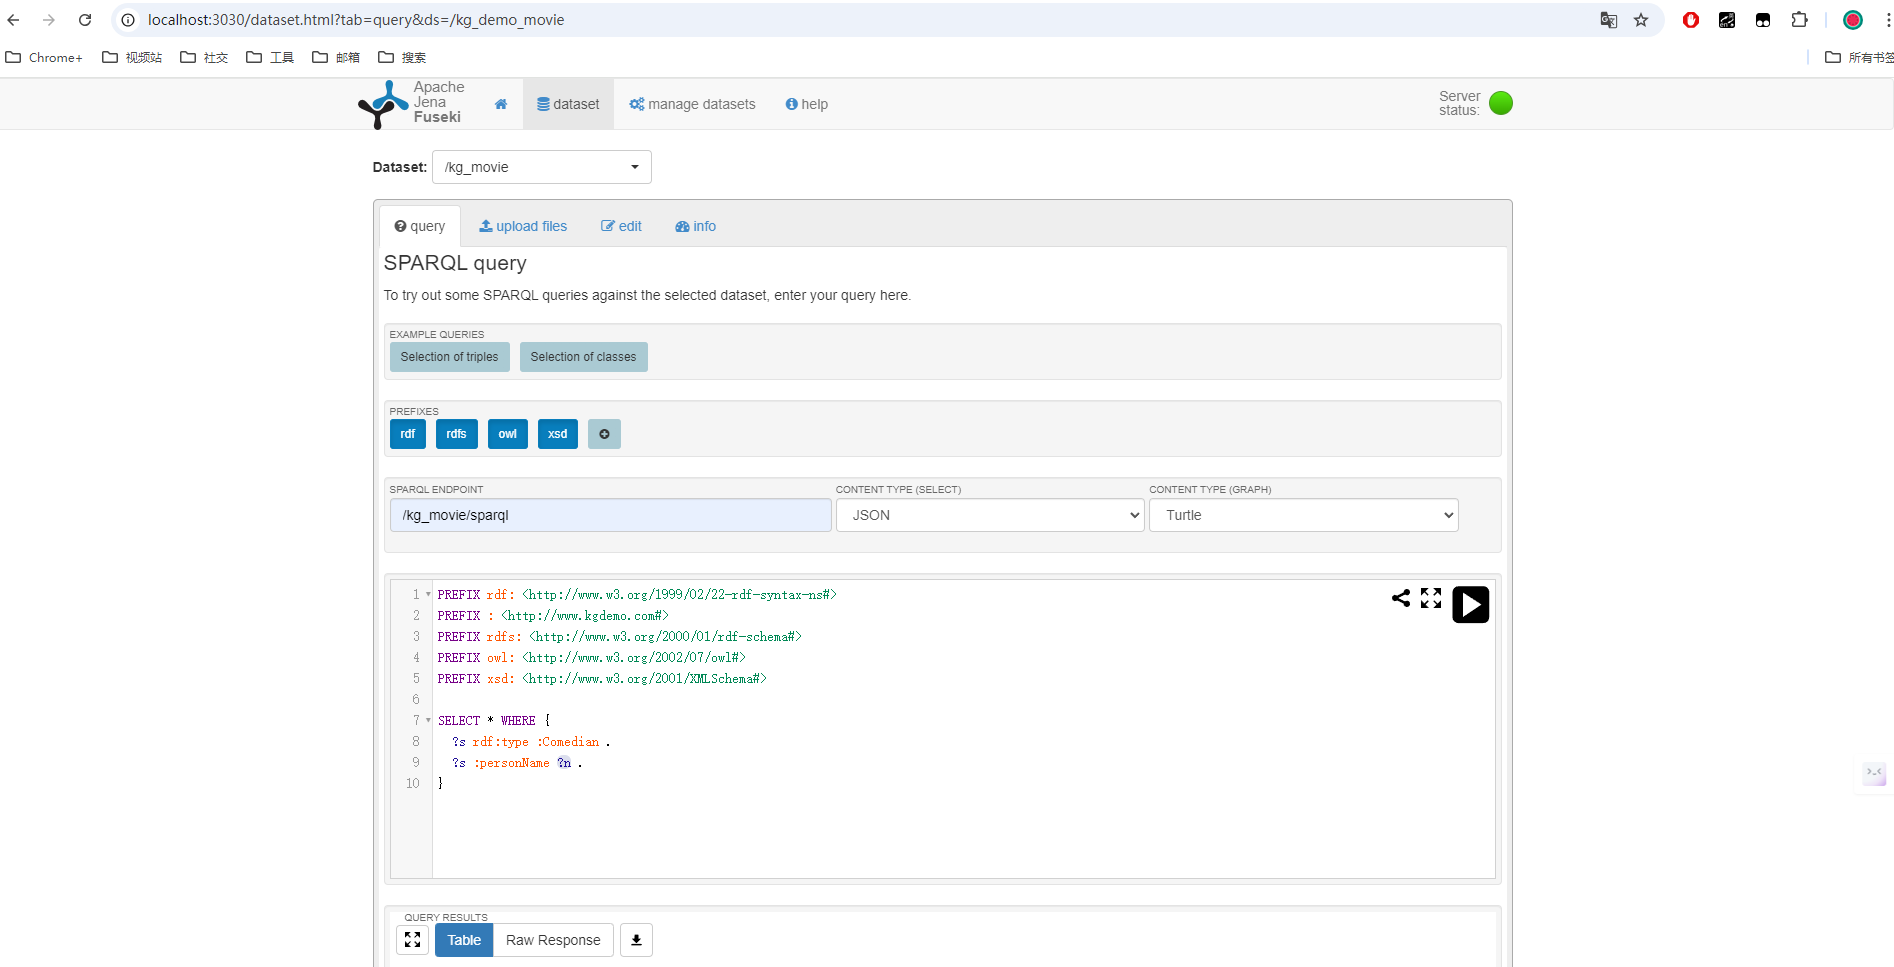 localhost:3030/dataset.html?tab=query&ds=/kg_demo_movie
Chrome+ 视频站 社交 工具 邮箱 搜索 所有书签
Apache
Jena
Fuseki
dataset manage datasets help
Server
status:
Dataset: /kg_movie
query upload files edit info
SPARQL query
To try out some SPARQL queries against the selected dataset, enter your query here.
EXAMPLE QUERIES
Selection of triples Selection of classes
PREFIXES
rdf rdfs owl xsd
SPARQL ENDPOINT CONTENT TYPE (SELECT) CONTENT TYPE (GRAPH)
/kg_movie/sparql JSON Turtle
1 PREFIX rdf: <http://www.w3.org/1999/02/22-rdf-syntax-ns#>
2 PREFIX : <http://www.kgdemo.com#>
3 PREFIX rdfs: <http://www.w3.org/2000/01/rdf-schema#>
4 PREFIX owl: <http://www.w3.org/2002/07/owl#>
5 PREFIX xsd: <http://www.w3.org/2001/XMLSchema#>
6
7 SELECT * WHERE {
8 ?s rdf:type :Comedian .
9 ?s :personName ?n .
10 }
QUERY RESULTS
Table Raw Response